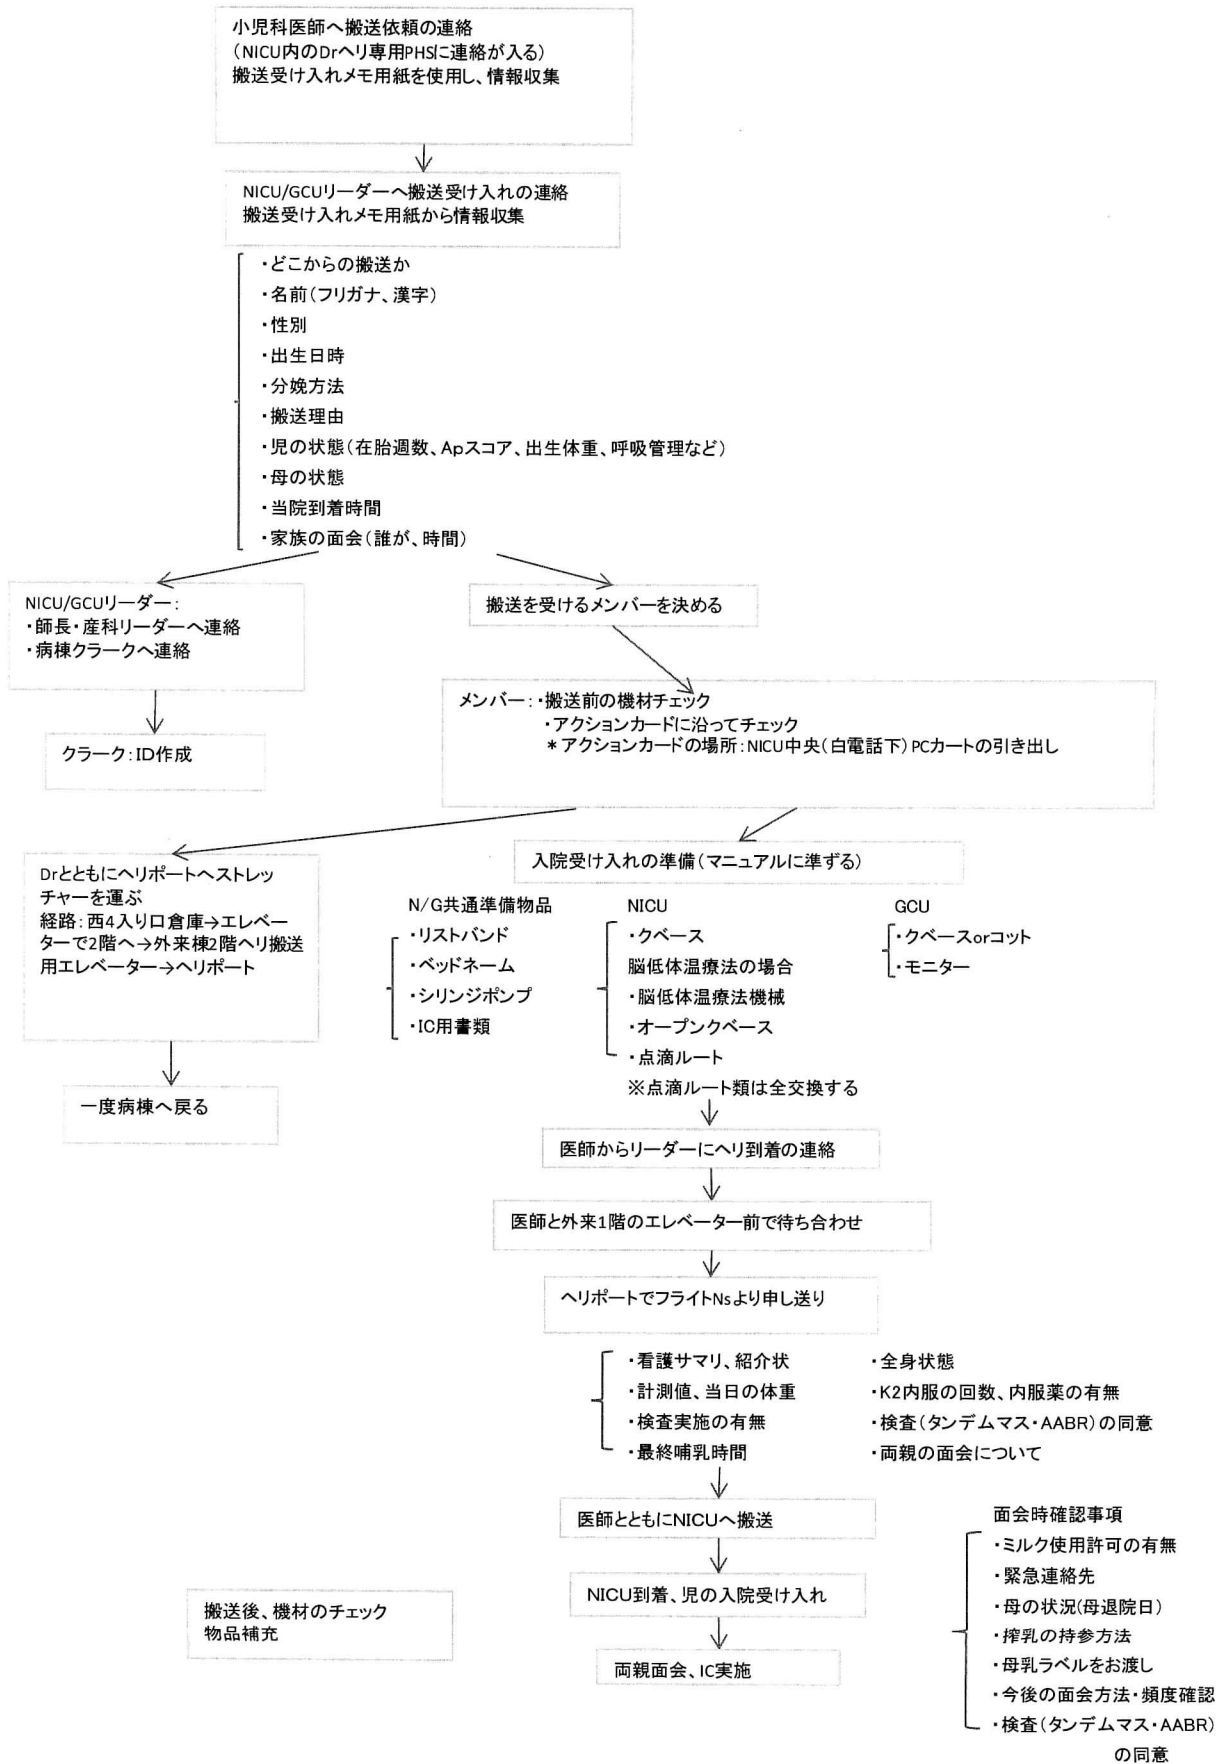 小児科医師へ搬送依頼の連絡
(NICU内のDrヘリ専用PHSに連絡が入る)
搬送受け入れメモ用紙を使用し、情報収集
NICU/GCUリーダーへ搬送受け入れの連絡
搬送受け入れメモ用紙から情報収集
・どこからの搬送か
・名前(フリガナ、漢字)
・性別
・出生日時
・分娩方法
・搬送理由
・児の状態(在胎週数、Apスコア、出生体重、呼吸管理など)
・母の状態
・当院到着時間
・家族の面会(誰が、時間)
NICU/GCUリーダー:
・師長・産科リーダーへ連絡
・病棟クラークへ連絡
クラーク:ID作成
搬送を受けるメンバーを決める
メンバー:・搬送前の機材チェック
・アクションカードに沿ってチェック
*アクションカードの場所:NICU中央(白電話下)PCカートの引き出し
Drとともにヘリポートへストレッ
チャーを運ぶ
経路:西4入り口倉庫→エレベー
ターで2階へ→外来棟2階ヘリ搬送
用エレベーター→ヘリポート
一度病棟へ戻る
入院受け入れの準備(マニュアルに準ずる)
N/G共通準備物品
・リストバンド
・ベッドネーム
・シリンジポンプ
・IC用書類
NICU
・クベース
脳低体温療法の場合
・脳低体温療法機械
・オープンクベース
・点滴ルート
※点滴ルート類は全交換する
GCU
・クベースorコット
・モニター
医師からリーダーにヘリ到着の連絡
医師と外来1階のエレベーター前で待ち合わせ
ヘリポートでフライトNsより申し送り
・看護サマリ、紹介状
・計測値、当日の体重
・検査実施の有無
・最終哺乳時間
・全身状態
・K2内服の回数、内服薬の有無
・検査(タンデムマス・AABR)の同意
・両親の面会について
医師とともにNICUへ搬送
NICU到着、児の入院受け入れ
両親面会、IC実施
搬送後、機材のチェック
物品補充
面会時確認事項
・ミルク使用許可の有無
・緊急連絡先
・母の状況(母退院日)
・搾乳の持参方法
・母乳ラベルをお渡し
・今後の面会方法・頻度確認
・検査(タンデムマス・AABR)
の同意